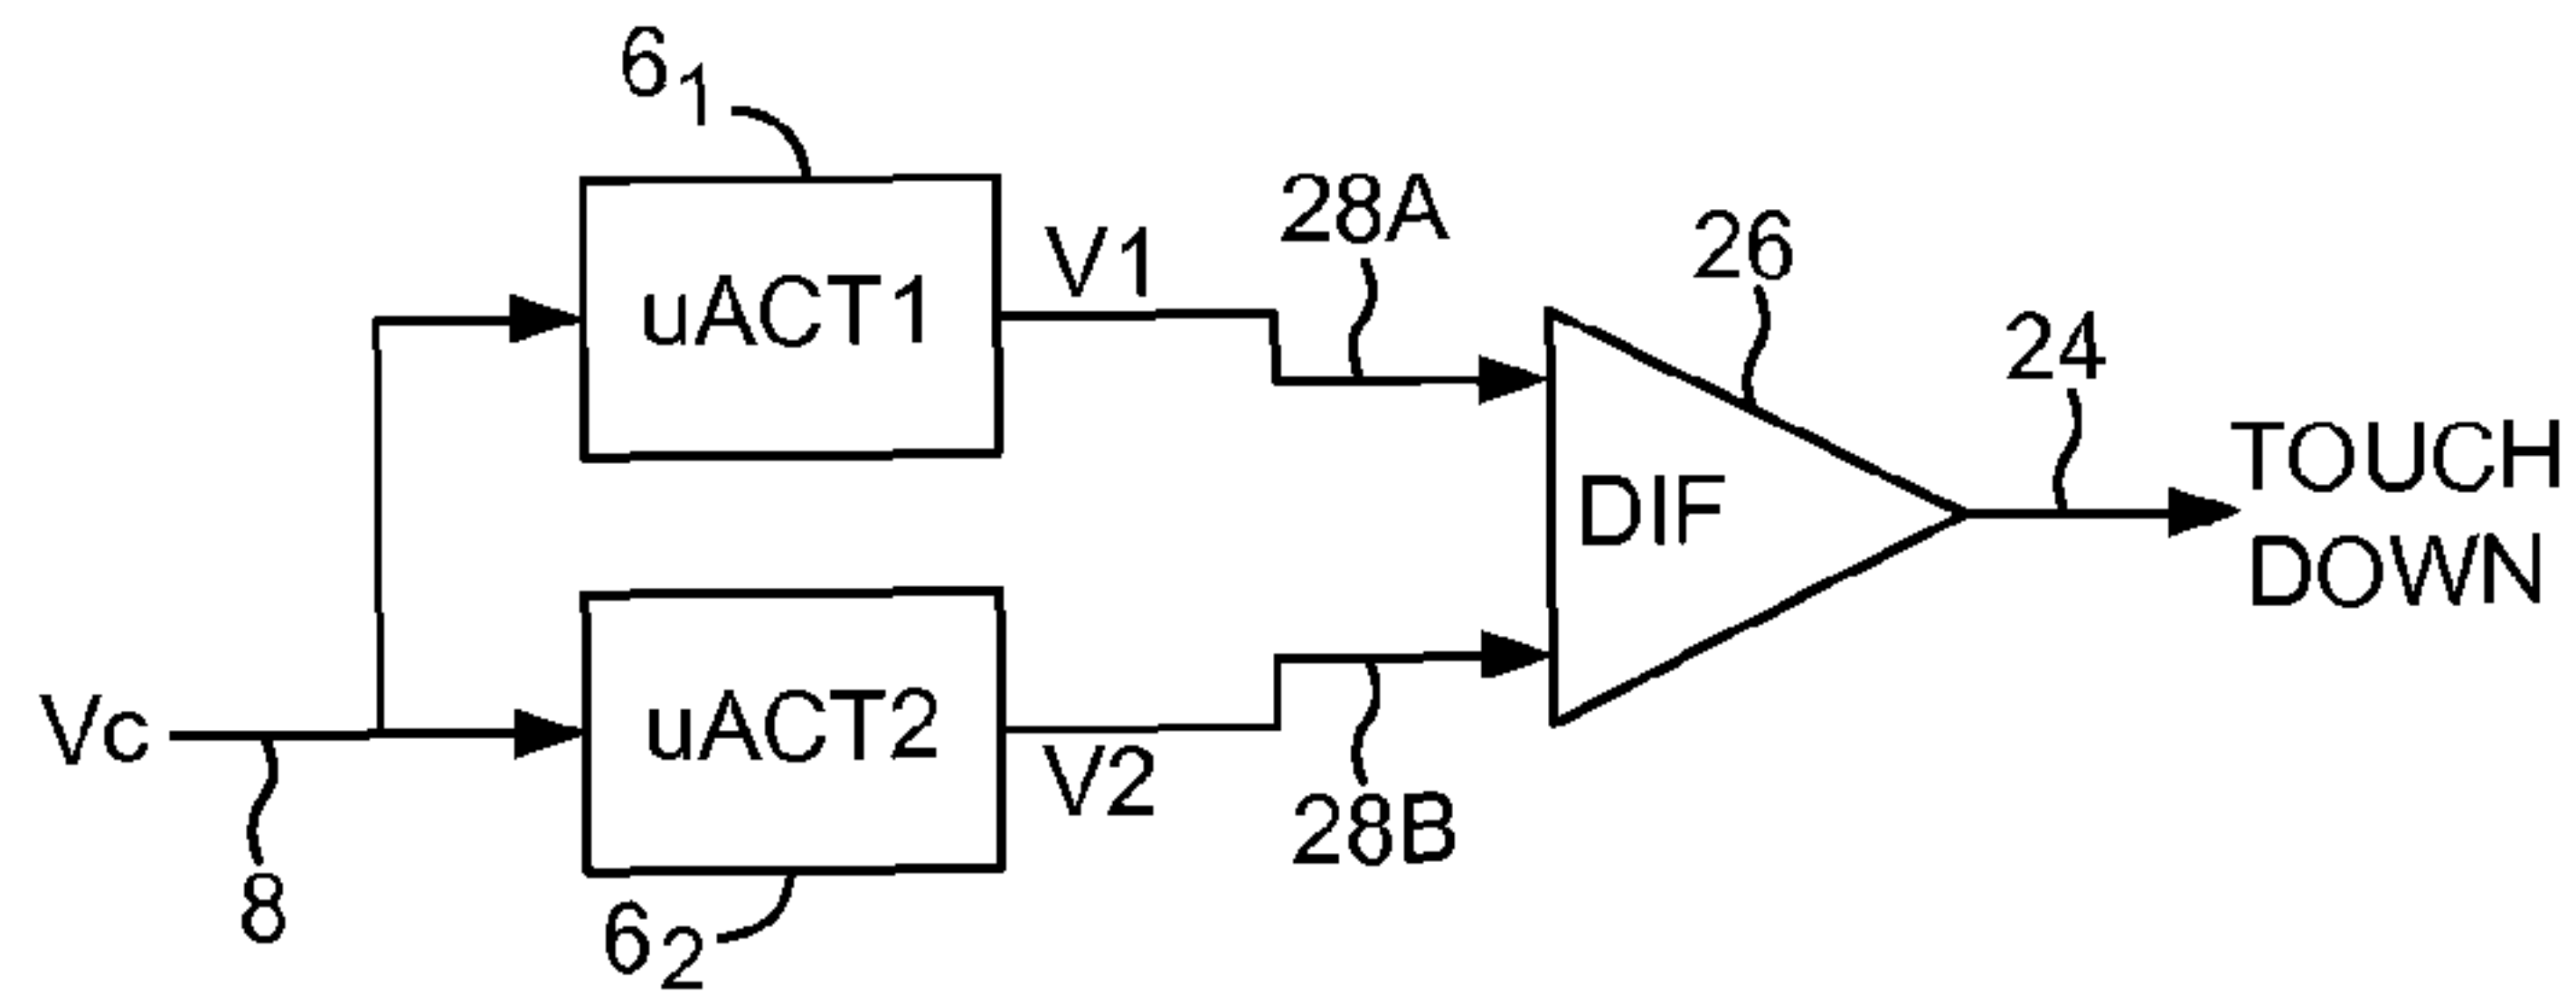 6₁
uACT1
V1
28A
26
DIF
24
TOUCH
DOWN
Vc
8
uACT2
V2
28B
6₂